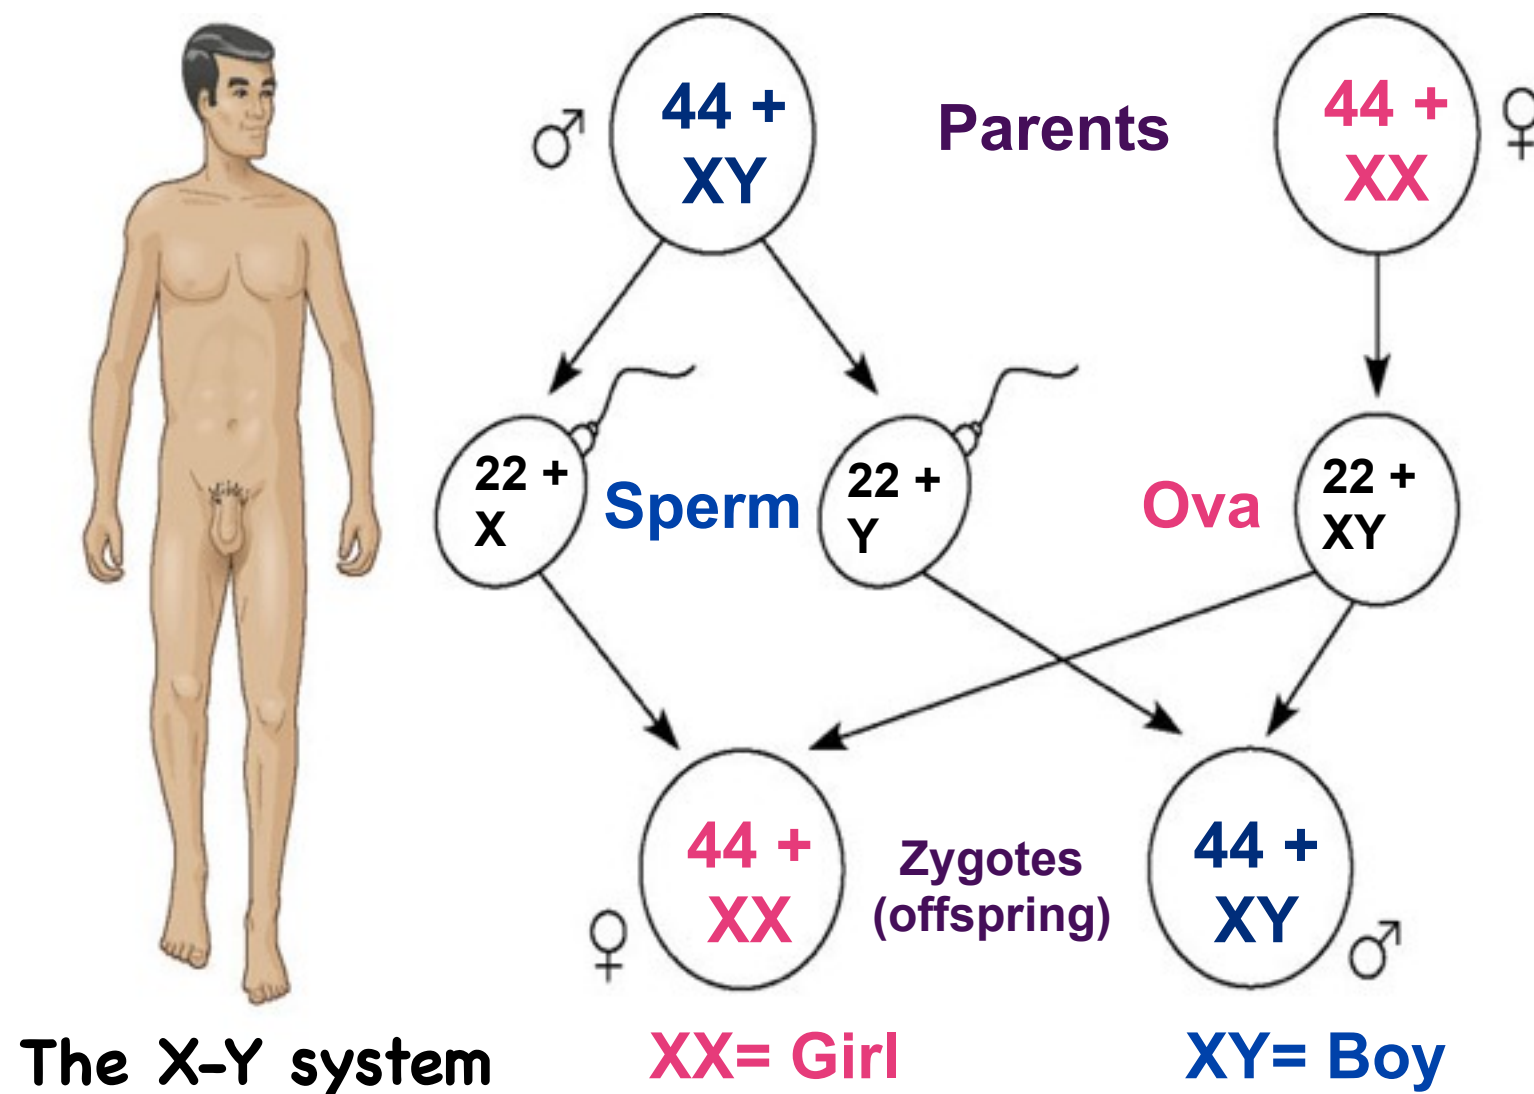 44 +
XY
Parents
44 +
XX
22 +
X
Sperm
22 +
Y
Ova
22 +
XY
44 +
XX
Zygotes
(offspring)
44 +
XY
The X-Y system
XX= Girl
XY= Boy